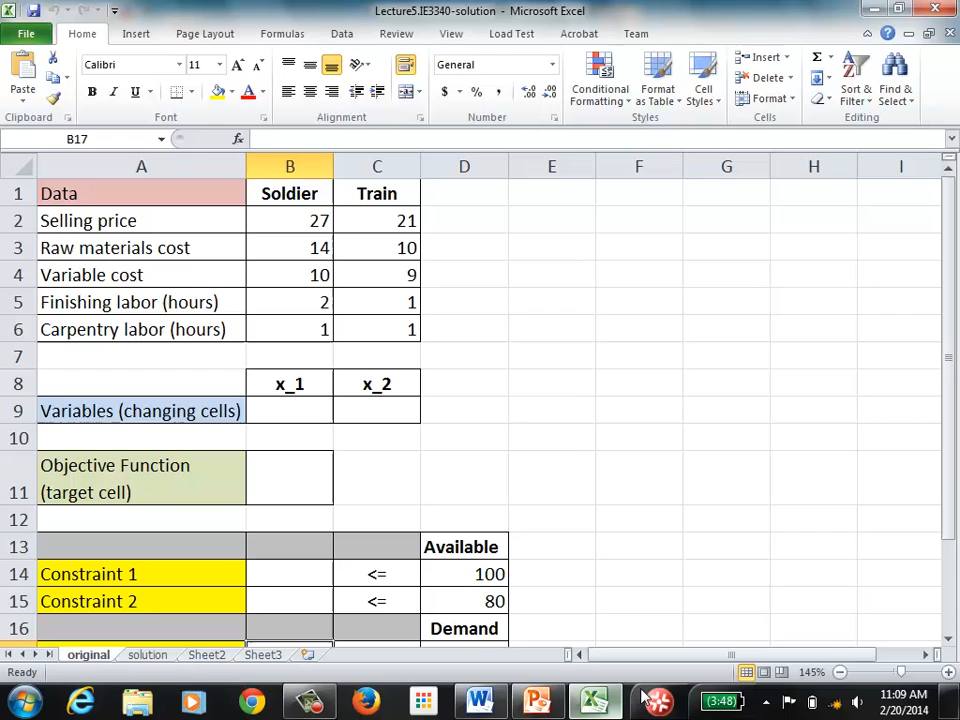 Lecture5.IE3340-solution - Microsoft Excel
File Home Insert Page Layout Formulas Data Review View Load Test Acrobat Team
Paste
Calibri 11 General
B I U $ % ,
Conditional Formatting Format as Table Cell Styles
Insert
Delete
Format
Sort & Filter Find & Select
Clipboard Font Alignment Number Styles Cells Editing
B17 fx
A B C D E F G H I
1 Data Soldier Train
2 Selling price 27 21
3 Raw materials cost 14 10
4 Variable cost 10 9
5 Finishing labor (hours) 2 1
6 Carpentry labor (hours) 1 1
7
8 x_1 x_2
9 Variables (changing cells)
10
Objective Function
11 (target cell)
12
13 Available
14 Constraint 1 <= 100
15 Constraint 2 <= 80
16 Demand
original solution Sheet2 Sheet3
Ready 145%
(3:48) 11:09 AM
2/20/2014